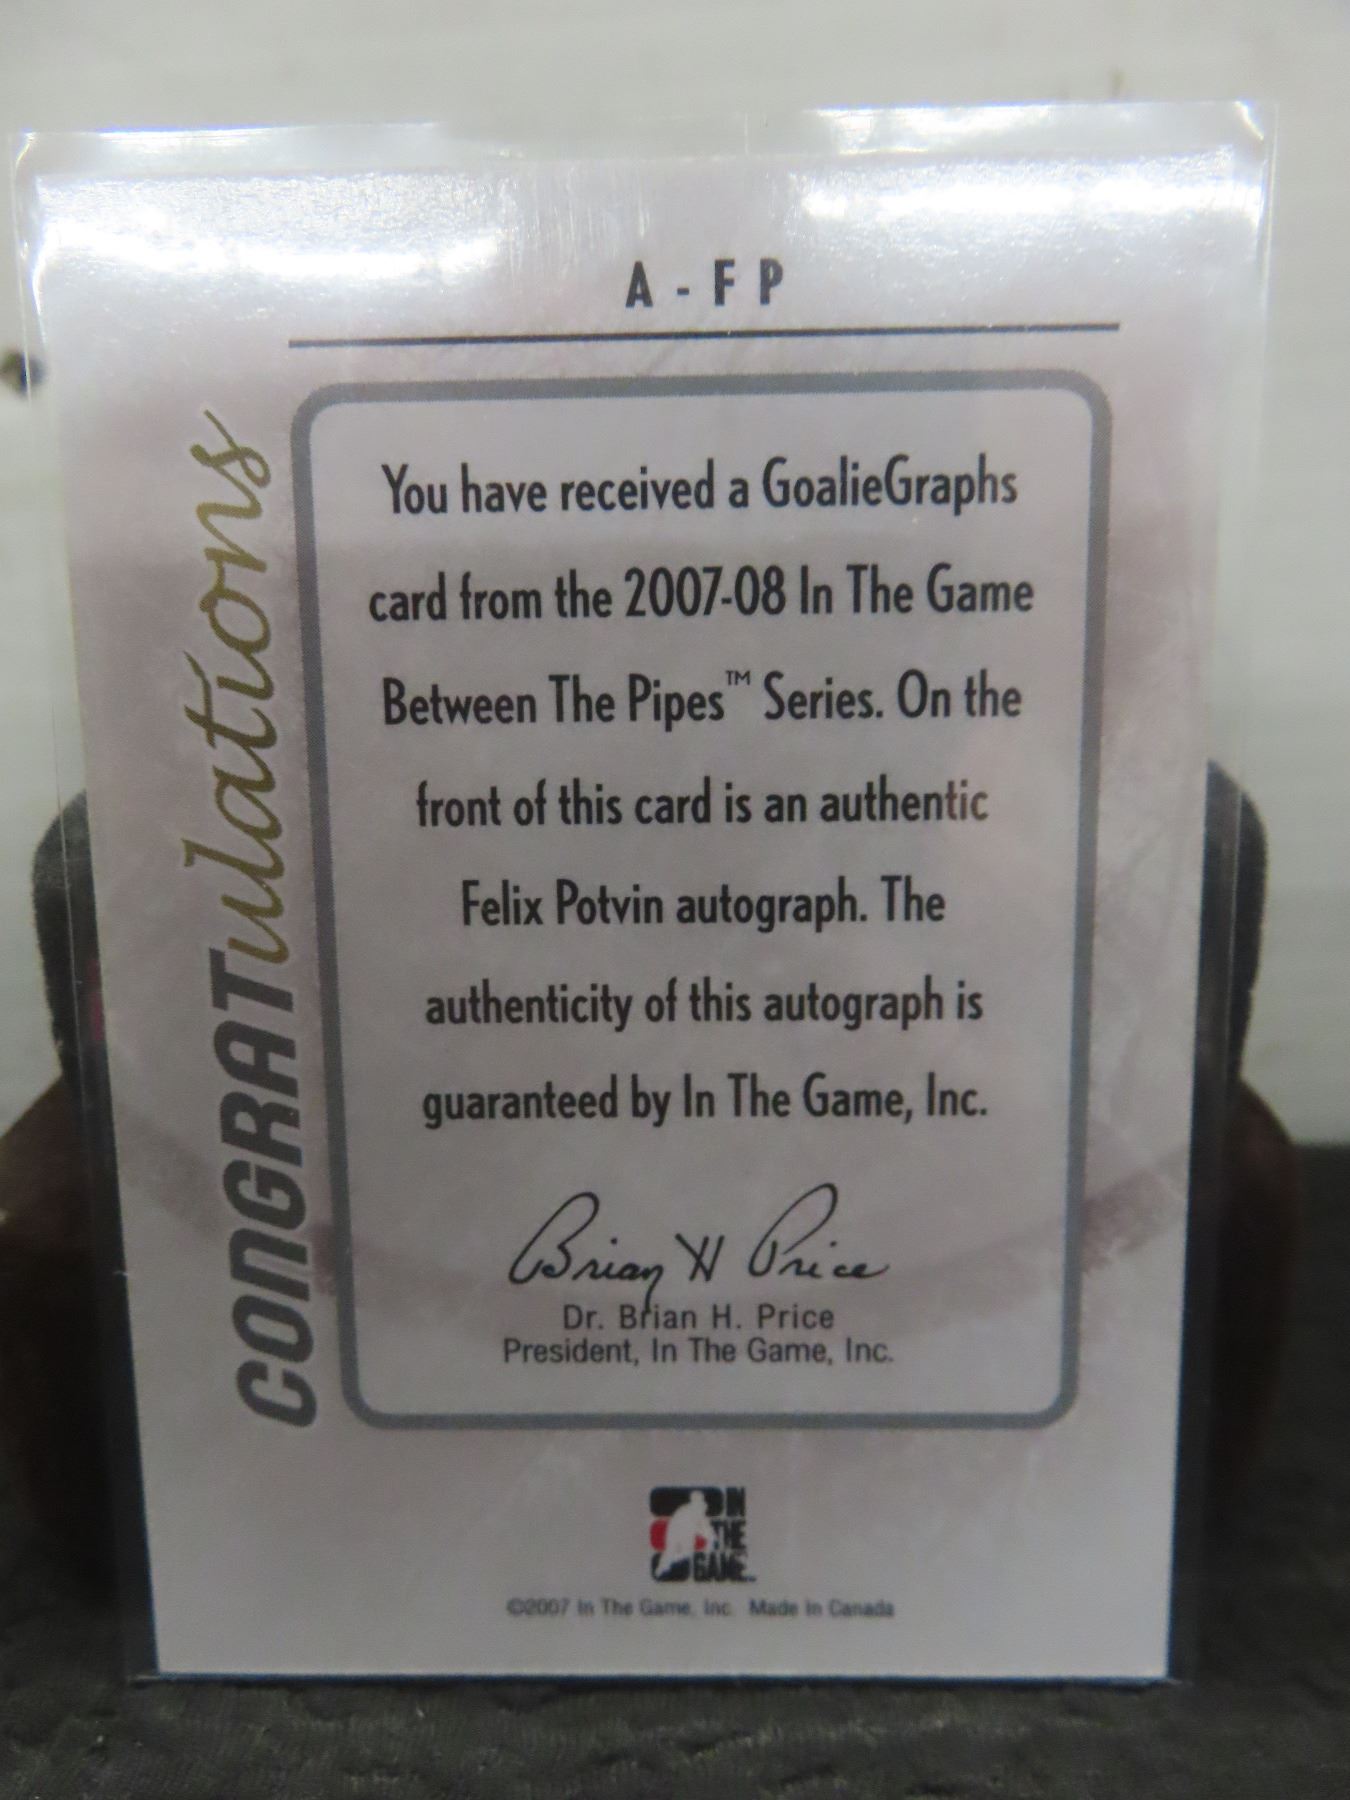 A - FP
CONGRATulations
You have received a GoalieGraphs
card from the 2007-08 In The Game
Between The Pipes™ Series. On the
front of this card is an authentic
Felix Potvin autograph. The
authenticity of this autograph is
guaranteed by In The Game, Inc.
Brian H Price
Dr. Brian H. Price
President, In The Game, Inc.
IN
THE
GAME
©2007 In The Game, Inc. Made in Canada